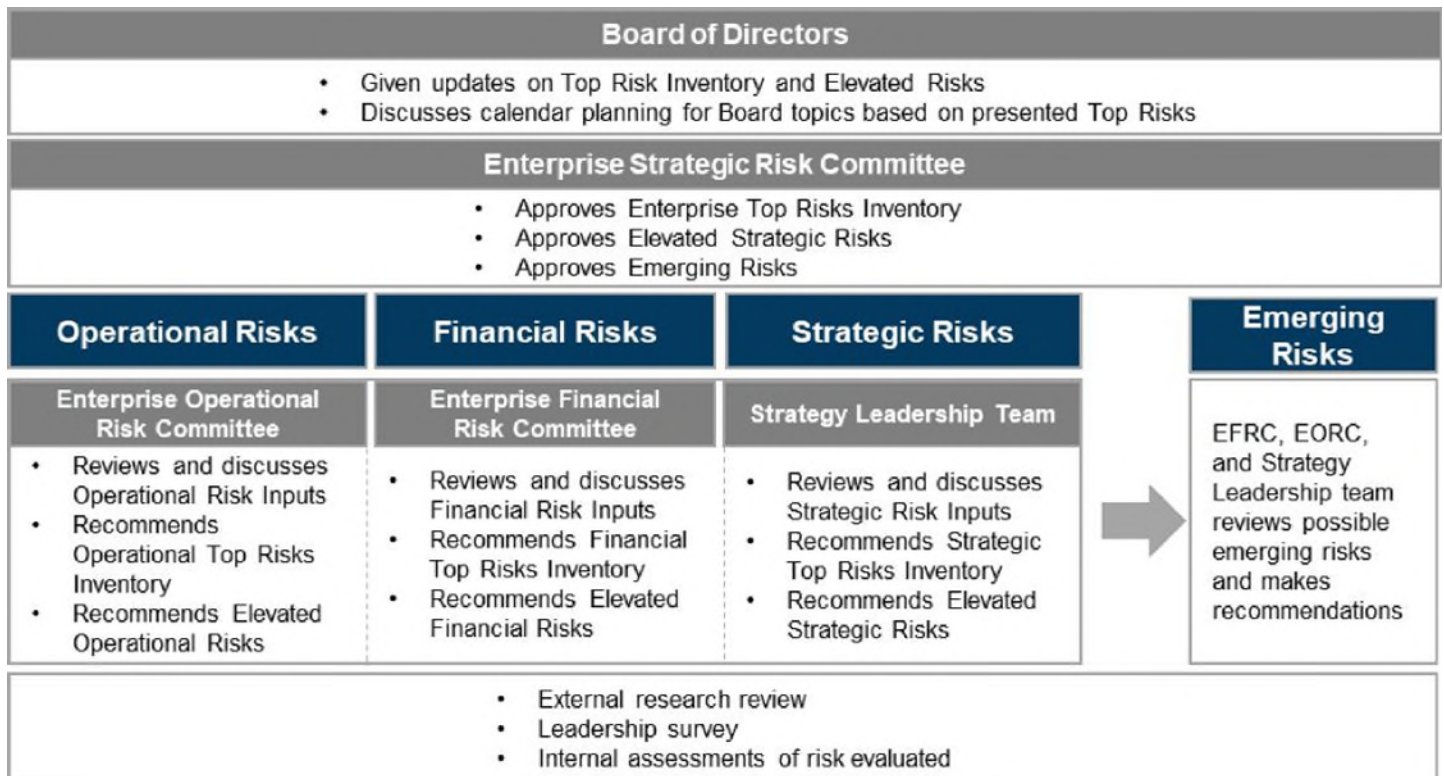 Board of Directors
• Given updates on Top Risk Inventory and Elevated Risks
• Discusses calendar planning for Board topics based on presented Top Risks
Enterprise Strategic Risk Committee
• Approves Enterprise Top Risks Inventory
• Approves Elevated Strategic Risks
• Approves Emerging Risks
Operational Risks
Enterprise Operational
Risk Committee
• Reviews and discusses
Operational Risk Inputs
• Recommends
Operational Top Risks
Inventory
• Recommends Elevated
Operational Risks
Financial Risks
Enterprise Financial
Risk Committee
• Reviews and discusses
Financial Risk Inputs
• Recommends Financial
Top Risks Inventory
• Recommends Elevated
Financial Risks
Strategic Risks
Strategy Leadership Team
• Reviews and discusses
Strategic Risk Inputs
• Recommends Strategic
Top Risks Inventory
• Recommends Elevated
Strategic Risks
Emerging
Risks
EFRC, EORC,
and Strategy
Leadership team
reviews possible
emerging risks
and makes
recommendations
• External research review
• Leadership survey
• Internal assessments of risk evaluated